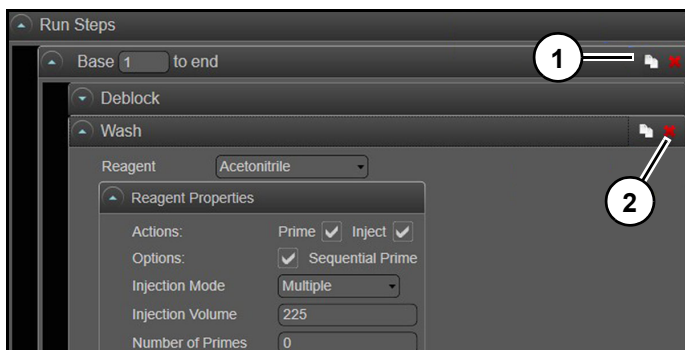 Run Steps
Base 1 to end
1
Deblock
Wash
Reagent Acetonitrile
2
Reagent Properties
Actions: Prime Inject
Options: Sequential Prime
Injection Mode Multiple
Injection Volume 225
Number of Primes 0